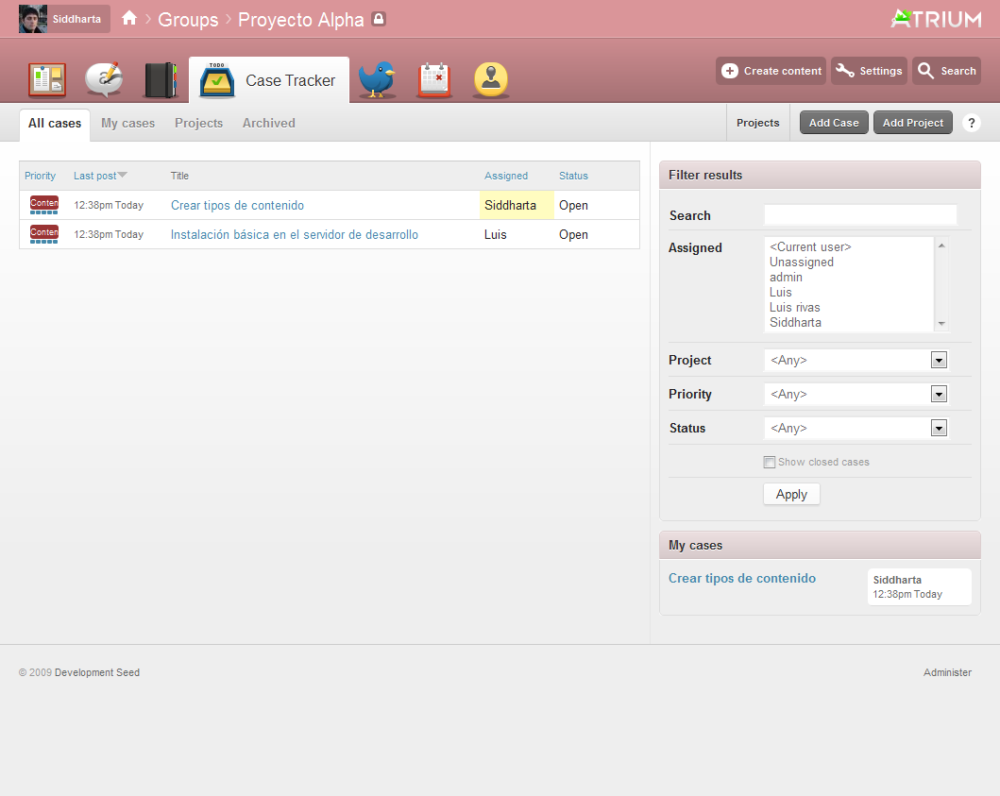 Siddharta
Groups
Proyecto Alpha
ATRIUM
TODO
Case Tracker
Create content
Settings
Search
All cases
My cases
Projects
Archived
Projects
Add Case
Add Project
?
Priority Last post Title Assigned Status
Conten 12:38pm Today Crear tipos de contenido Siddharta Open
Conten 12:38pm Today Instalación básica en el servidor de desarrollo Luis Open
Filter results
Search
Assigned
<Current user>
Unassigned
admin
Luis
Luis rivas
Siddharta
Project <Any>
Priority <Any>
Status <Any>
Show closed cases
Apply
My cases
Crear tipos de contenido
Siddharta
12:38pm Today
© 2009 Development Seed
Administer